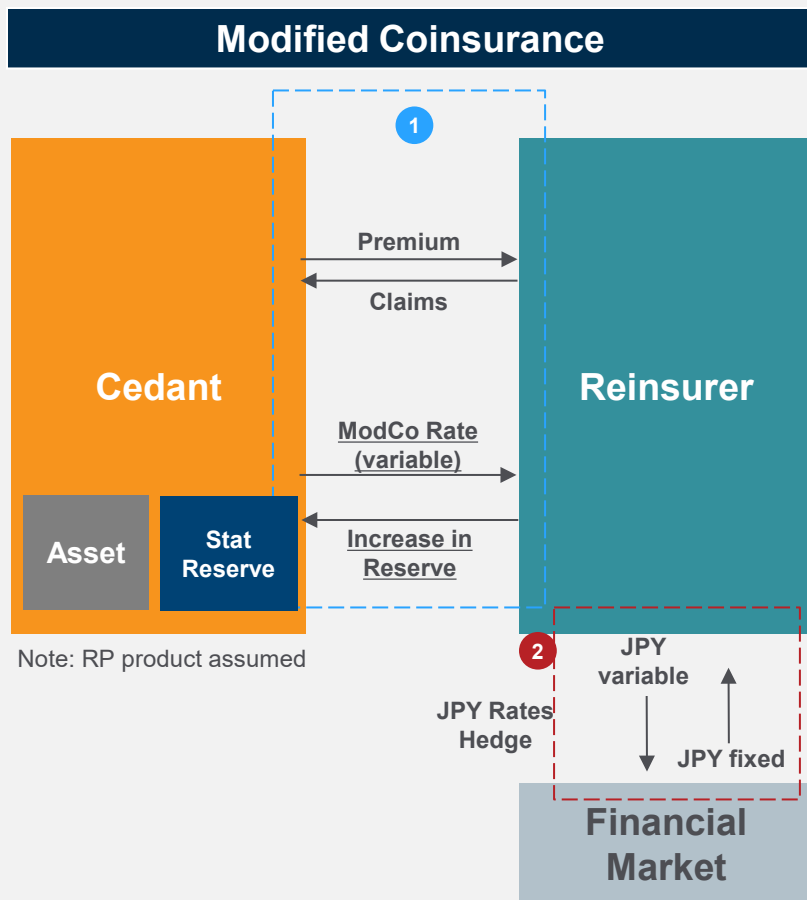 Modified Coinsurance
1
Premium
Claims
Cedant
Reinsurer
ModCo Rate
(variable)
Asset
Stat
Reserve
Increase in
Reserve
Note: RP product assumed
2
JPY
variable
JPY Rates
Hedge
JPY fixed
Financial
Market